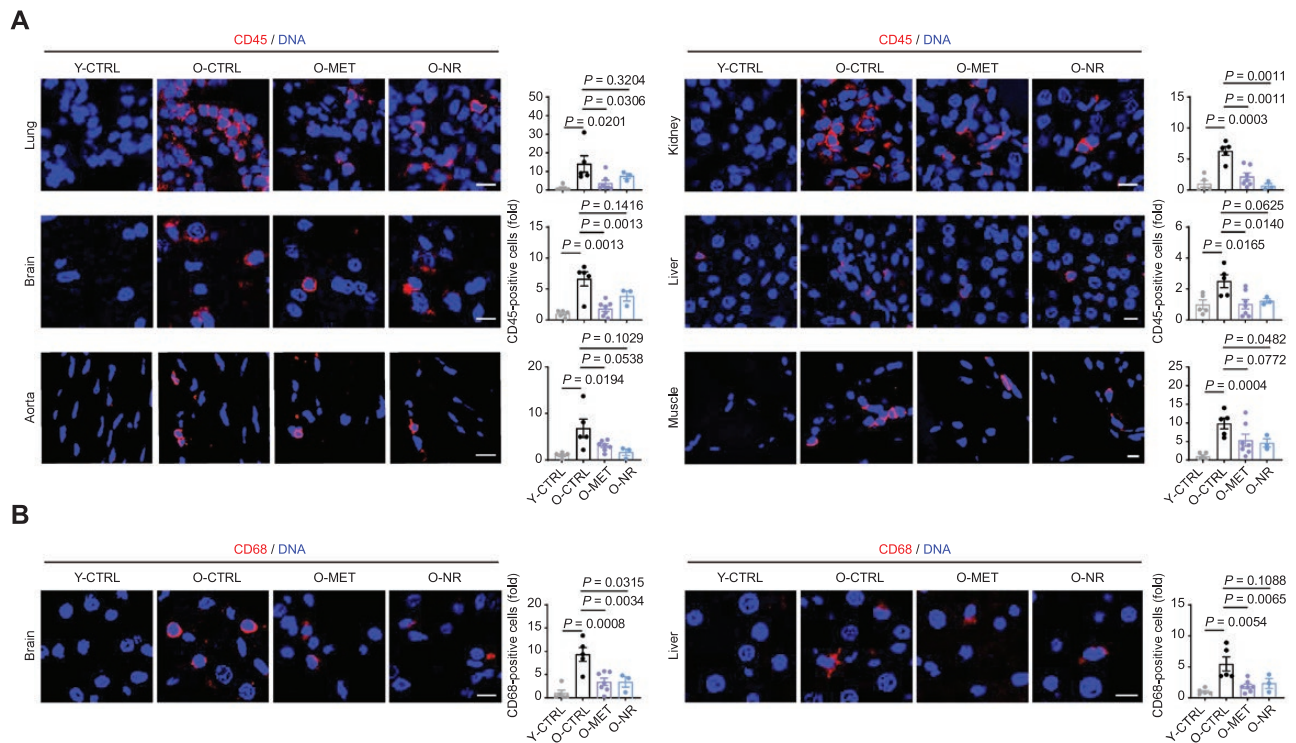 A
CD45 / DNA
Y-CTRL O-CTRL O-MET O-NR
Lung
Brain
Aorta
CD45-positive cells (fold)
P = 0.3204
P = 0.0306
P = 0.0201
50
40
30
20
10
0
P = 0.1416
P = 0.0013
P = 0.0013
15
10
5
0
P = 0.1029
P = 0.0538
P = 0.0194
20
10
0
Y-CTRL
O-CTRL
O-MET
O-NR
CD45 / DNA
Y-CTRL O-CTRL O-MET O-NR
Kidney
Liver
Muscle
CD45-positive cells (fold)
P = 0.0011
P = 0.0011
P = 0.0003
15
10
5
0
P = 0.0625
P = 0.0140
P = 0.0165
6
4
2
0
P = 0.0482
P = 0.0772
P = 0.0004
25
20
15
10
5
0
Y-CTRL
O-CTRL
O-MET
O-NR
B
CD68 / DNA
Y-CTRL O-CTRL O-MET O-NR
Brain
CD68-positive cells (fold)
P = 0.0315
P = 0.0034
P = 0.0008
20
15
10
5
0
Y-CTRL
O-CTRL
O-MET
O-NR
CD68 / DNA
Y-CTRL O-CTRL O-MET O-NR
Liver
CD68-positive cells (fold)
P = 0.1088
P = 0.0065
P = 0.0054
15
10
5
0
Y-CTRL
O-CTRL
O-MET
O-NR